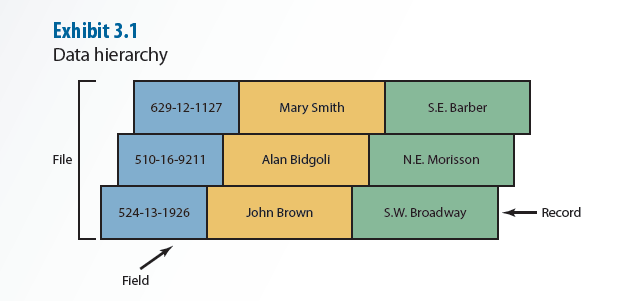 Exhibit 3.1
Data hierarchy
629-12-1127 Mary Smith S.E. Barber
File 510-16-9211 Alan Bidgoli N.E. Morisson
524-13-1926 John Brown S.W. Broadway Record
Field